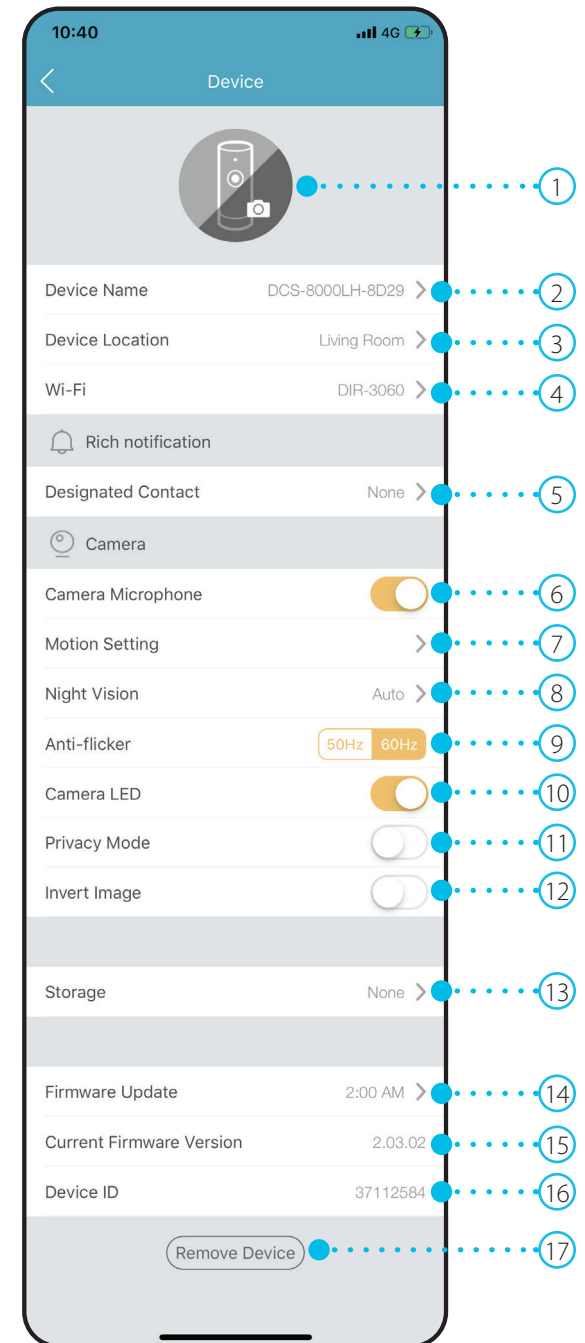 10:40 4G
Device
1
Device Name DCS-8000LH-8D29 2
Device Location Living Room 3
Wi-Fi DIR-3060 4
Rich notification
Designated Contact None 5
Camera
Camera Microphone 6
Motion Setting 7
Night Vision Auto 8
Anti-flicker 50Hz 60Hz 9
Camera LED 10
Privacy Mode 11
Invert Image 12
Storage None 13
Firmware Update 2:00 AM 14
Current Firmware Version 2.03.02 15
Device ID 37112584 16
Remove Device 17